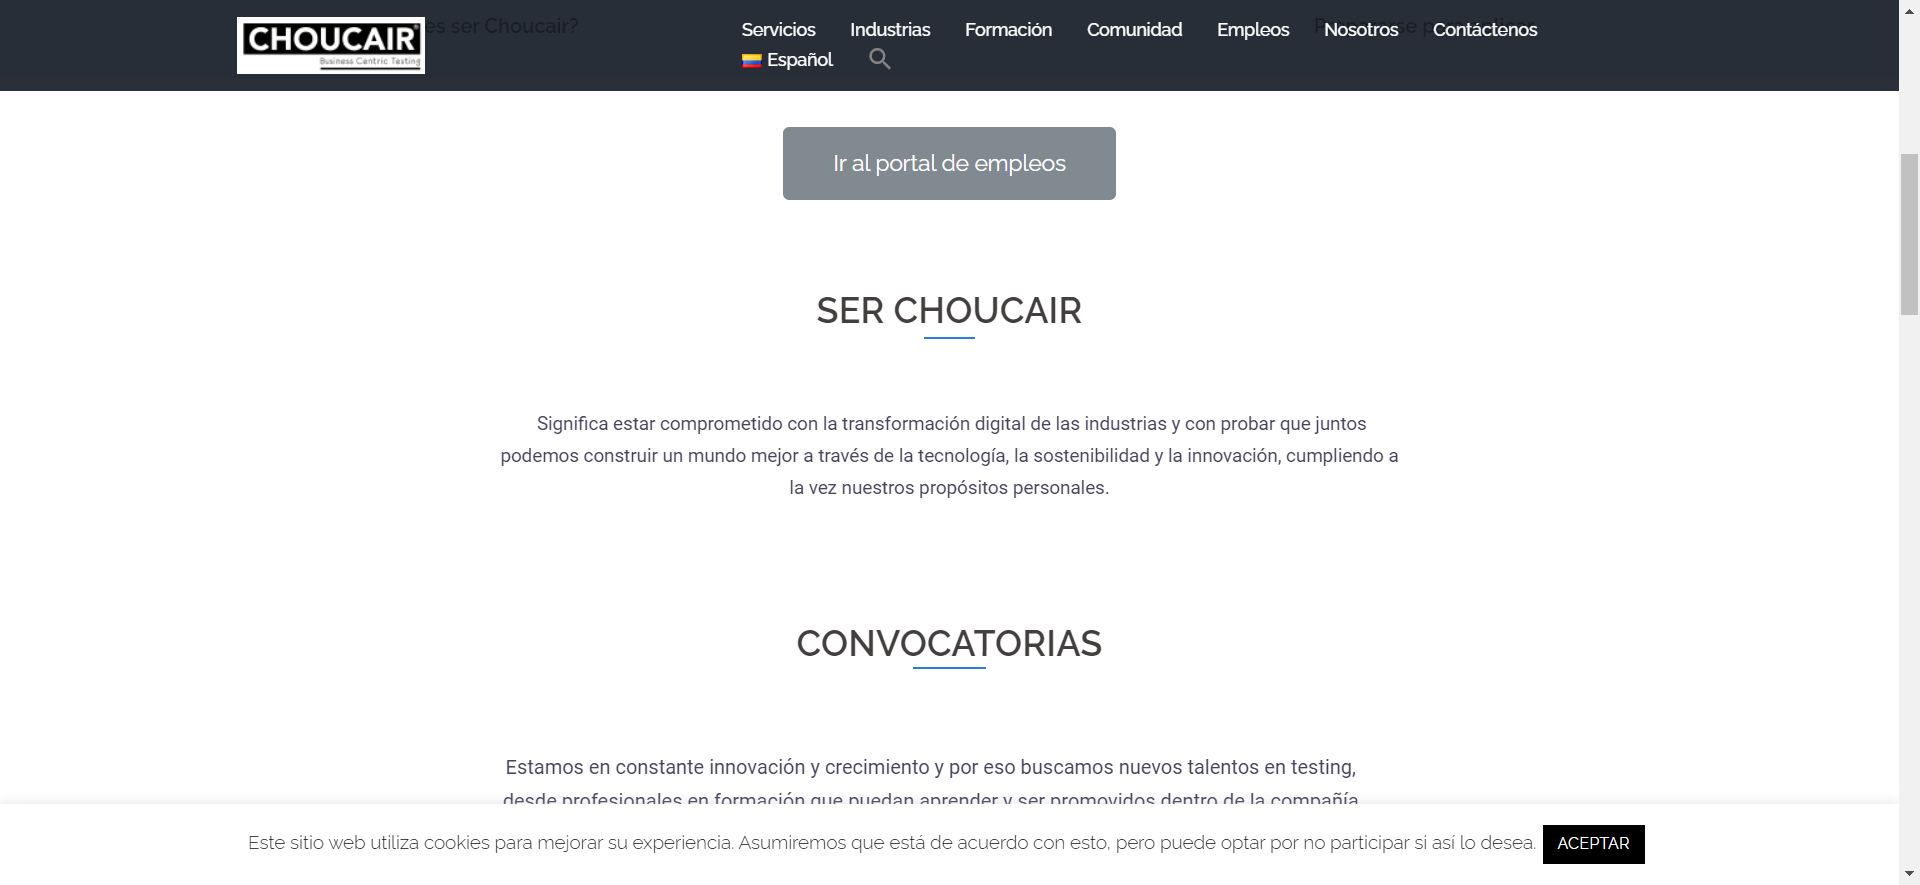 es ser Choucair?
CHOUCAIR
Business Centric Testing
Servicios Industrias Formación Comunidad Empleos Nosotros Contáctenos
Español
Ir al portal de empleos
SER CHOUCAIR
Significa estar comprometido con la transformación digital de las industrias y con probar que juntos
podemos construir un mundo mejor a través de la tecnología, la sostenibilidad y la innovación, cumpliendo a
la vez nuestros propósitos personales.
CONVOCATORIAS
Estamos en constante innovación y crecimiento y por eso buscamos nuevos talentos en testing,
desde profesionales en formación que puedan aprender y ser promovidos dentro de la compañía
Este sitio web utiliza cookies para mejorar su experiencia. Asumiremos que está de acuerdo con esto, pero puede optar por no participar si así lo desea. ACEPTAR